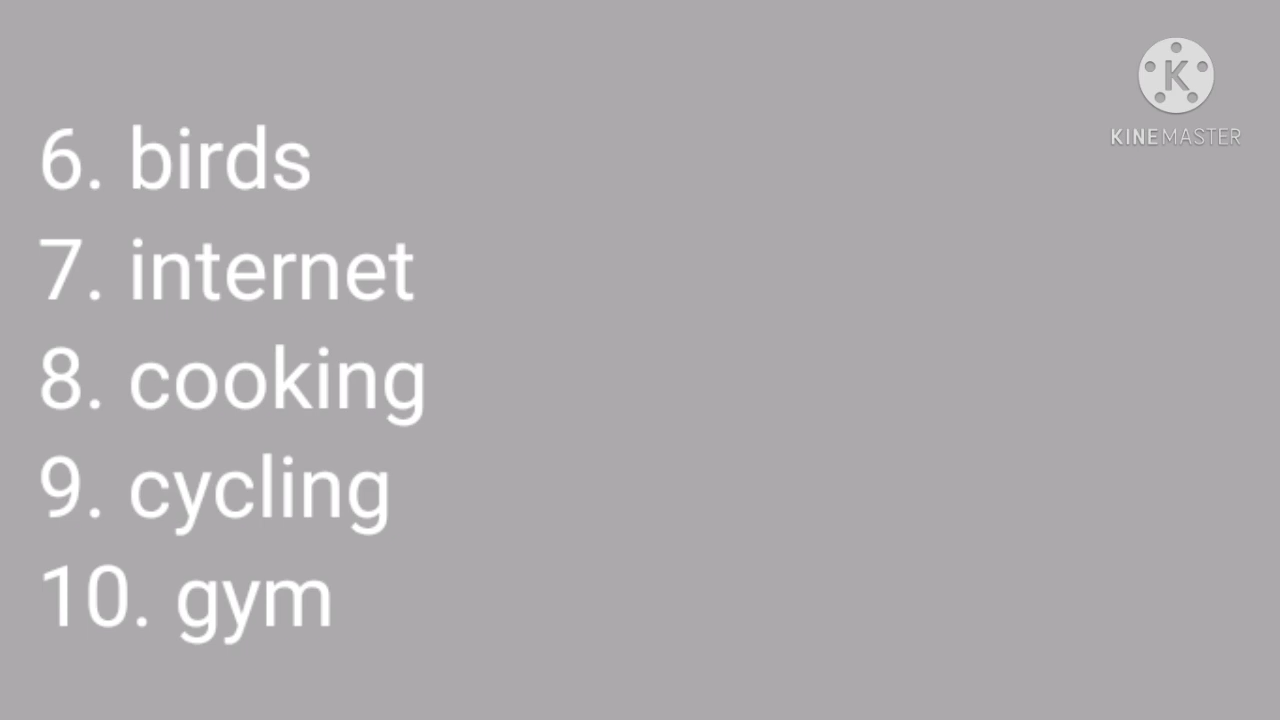 K
KINEMASTER
6. birds
7. internet
8. cooking
9. cycling
10. gym